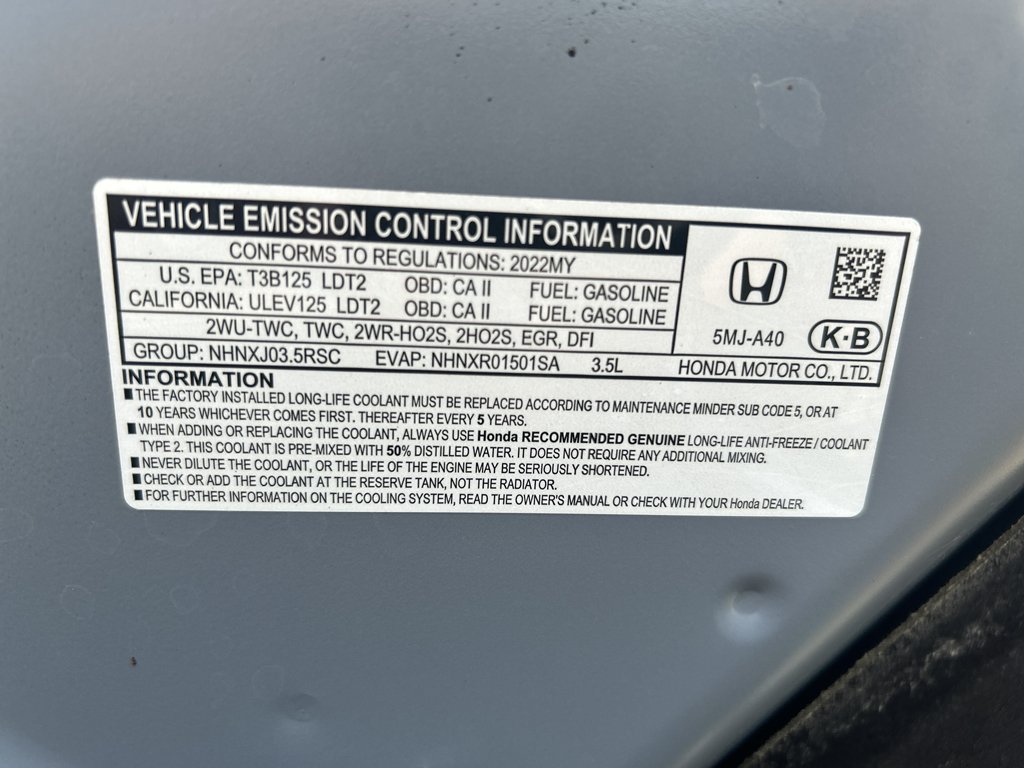 VEHICLE EMISSION CONTROL INFORMATION
CONFORMS TO REGULATIONS: 2022MY
U.S. EPA: T3B125 LDT2 OBD: CA II FUEL: GASOLINE
CALIFORNIA: ULEV125 LDT2 OBD: CA II FUEL: GASOLINE
2WU-TWC, TWC, 2WR-HO2S, 2HO2S, EGR, DFI
5MJ-A40 K·B
GROUP: NHNXJ03.5RSC EVAP: NHNXR01501SA 3.5L HONDA MOTOR CO., LTD.
INFORMATION
THE FACTORY INSTALLED LONG-LIFE COOLANT MUST BE REPLACED ACCORDING TO MAINTENANCE MINDER SUB CODE 5, OR AT
10 YEARS WHICHEVER COMES FIRST. THEREAFTER EVERY 5 YEARS.
WHEN ADDING OR REPLACING THE COOLANT, ALWAYS USE Honda RECOMMENDED GENUINE LONG-LIFE ANTI-FREEZE / COOLANT
TYPE 2. THIS COOLANT IS PRE-MIXED WITH 50% DISTILLED WATER. IT DOES NOT REQUIRE ANY ADDITIONAL MIXING.
NEVER DILUTE THE COOLANT, OR THE LIFE OF THE ENGINE MAY BE SERIOUSLY SHORTENED.
CHECK OR ADD THE COOLANT AT THE RESERVE TANK, NOT THE RADIATOR.
FOR FURTHER INFORMATION ON THE COOLING SYSTEM, READ THE OWNER'S MANUAL OR CHECK WITH YOUR Honda DEALER.